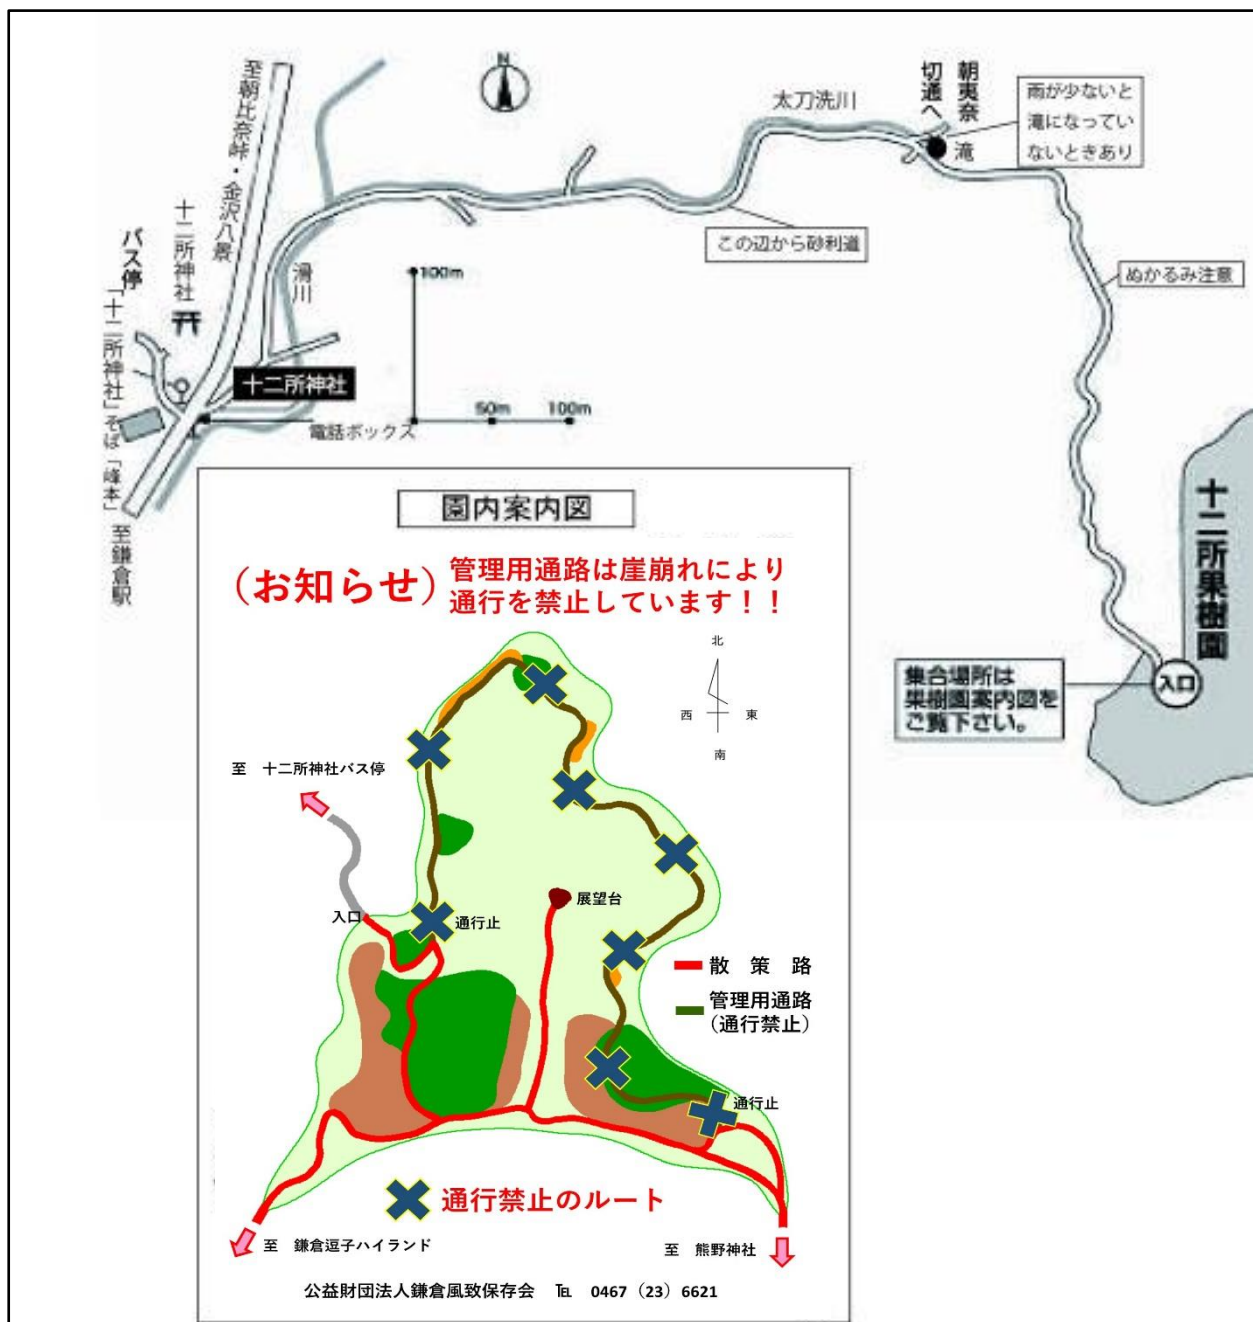 N
至朝比奈峠・金沢八景
十二所神社
バス停
「十二所神社」そば「峰本」
至鎌倉駅
滑川
十二所神社
電話ボックス
100m
50m
100m
太刀洗川
朝夷奈
切通へ
滝
雨が少ないと
滝になってい
ないときあり
この辺から砂利道
ぬかるみ注意
十二所果樹園
入口
集合場所は
果樹園案内図を
ご覧下さい。
園内案内図
(お知らせ)
管理用通路は崖崩れにより
通行を禁止しています！！
北
西 東
南
至 十二所神社バス停
入口
通行止
展望台
散策路
管理用通路
(通行禁止)
通行止
通行禁止のルート
至 鎌倉逗子ハイランド
至 熊野神社
公益財団法人鎌倉風致保存会 ℡ 0467（23）6621